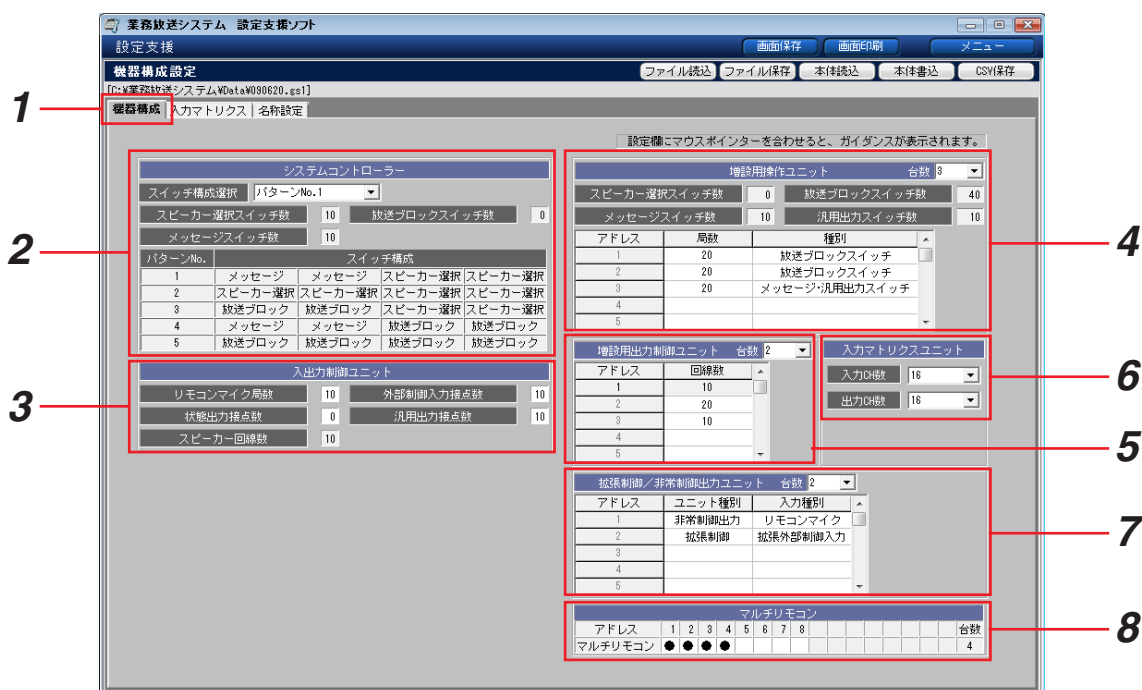 業務放送システム 設定支援ソフト
設定支援
画面保存 画面印刷 メニュー
機器構成設定
ファイル読込 ファイル保存 本体読込 本体書込 CSV保存
[C:¥業務放送システム¥Data¥090620.gs1]
1
機器構成 入力マトリクス 名称設定
設定欄にマウスポインターを合わせると、ガイダンスが表示されます。
2
システムコントローラー
スイッチ構成選択 パターンNo.1
スピーカー選択スイッチ数 10 放送ブロックスイッチ数 0
メッセージスイッチ数 10
パターンNo. スイッチ構成
1 メッセージ メッセージ スピーカー選択 スピーカー選択
2 スピーカー選択 スピーカー選択 スピーカー選択 スピーカー選択
3 放送ブロック 放送ブロック スピーカー選択 スピーカー選択
4 メッセージ メッセージ 放送ブロック 放送ブロック
5 放送ブロック 放送ブロック 放送ブロック 放送ブロック
3
入出力制御ユニット
リモコンマイク局数 10 外部制御入力接点数 10
状態出力接点数 0 汎用出力接点数 10
スピーカー回線数 10
4
増設用操作ユニット 台数 3
スピーカー選択スイッチ数 0 放送ブロックスイッチ数 40
メッセージスイッチ数 10 汎用出力スイッチ数 10
アドレス 局数 種別
1 20 放送ブロックスイッチ
2 20 放送ブロックスイッチ
3 20 メッセージ・汎用出力スイッチ
4
5
増設用出力制御ユニット 台数 2
アドレス 回線数
1 10
2 20
3 10
4
5
5
入力マトリクスユニット
入力CH数 16
出力CH数 16
6
拡張制御/非常制御出力ユニット 台数 2
アドレス ユニット種別 入力種別
1 非常制御出力 リモコンマイク
2 拡張制御 拡張外部制御入力
3
4
5
7
マルチリモコン
アドレス 1 2 3 4 5 6 7 8 台数
マルチリモコン ● ● ● ● 4
8